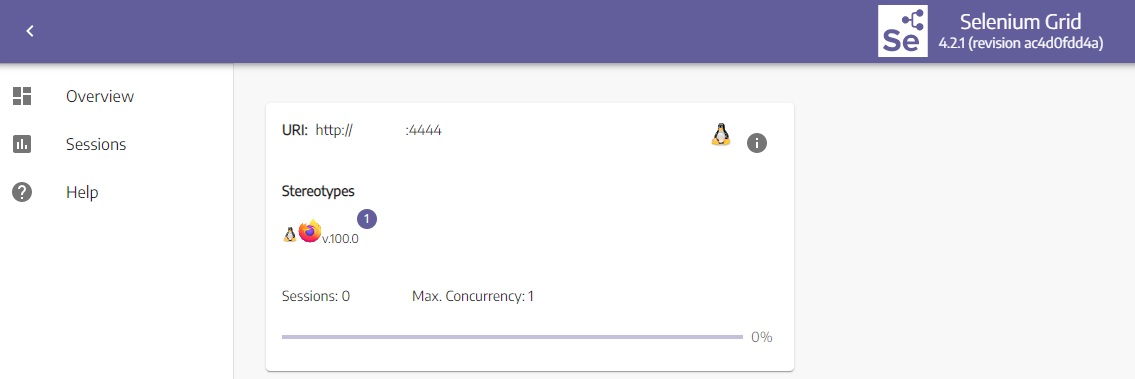 Se
Selenium Grid
4.2.1 (revision ac4d0fdd4a)
Overview
Sessions
Help
URI: http:// :4444
Stereotypes
v.100.0 1
Sessions: 0 Max. Concurrency: 1
0%